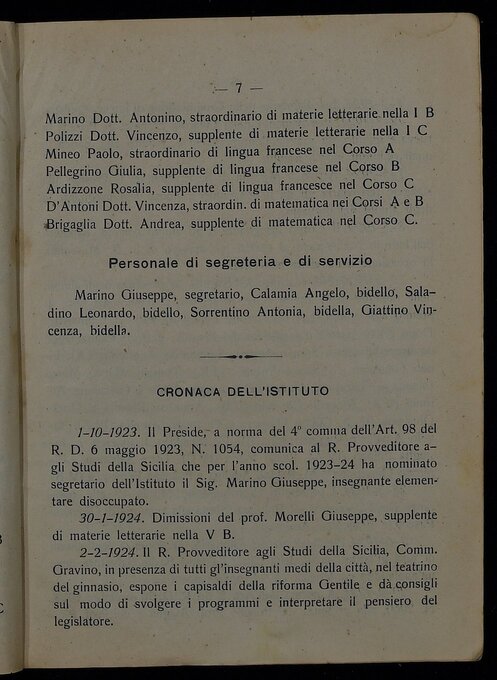 — 7 —
Marino Dott. Antonino, straordinario di materie letterarie nella I B
Polizzi Dott. Vincenzo, supplente di materie letterarie nella I C
Mineo Paolo, straordinario di lingua francese nel Corso A
Pellegrino Giulia, supplente di lingua francese nel Corso B
Ardizzone Rosalia, supplente di lingua francesce nel Corso C
D'Antoni Dott. Vincenza, straordin. di matematica nei Corsi A e B
Brigaglia Dott. Andrea, supplente di matematica nel Corso C.
Personale di segreteria e di servizio
Marino Giuseppe, segretario, Calamia Angelo, bidello, Sala-
dino Leonardo, bidello, Sorrentino Antonia, bidella, Giattino Vin-
cenza, bidella.
CRONACA DELL'ISTITUTO
1-10-1923. Il Preside, a norma del 4° comma dell'Art. 98 del
R. D. 6 maggio 1923, N. 1054, comunica al R. Provveditore a-
gli Studi della Sicilia che per l'anno scol. 1923-24 ha nominato
segretario dell'Istituto il Sig. Marino Giuseppe, insegnante elemen-
tare disoccupato.
30-1-1924. Dimissioni del prof. Morelli Giuseppe, supplente
di materie letterarie nella V B.
2-2-1924. Il R. Provveditore agli Studi della Sicilia, Comm.
Gravino, in presenza di tutti gl'insegnanti medi della città, nel teatrino
del ginnasio, espone i capisaldi della riforma Gentile e dà consigli
sul modo di svolgere i programmi e interpretare il pensiero del
legislatore.
B
C